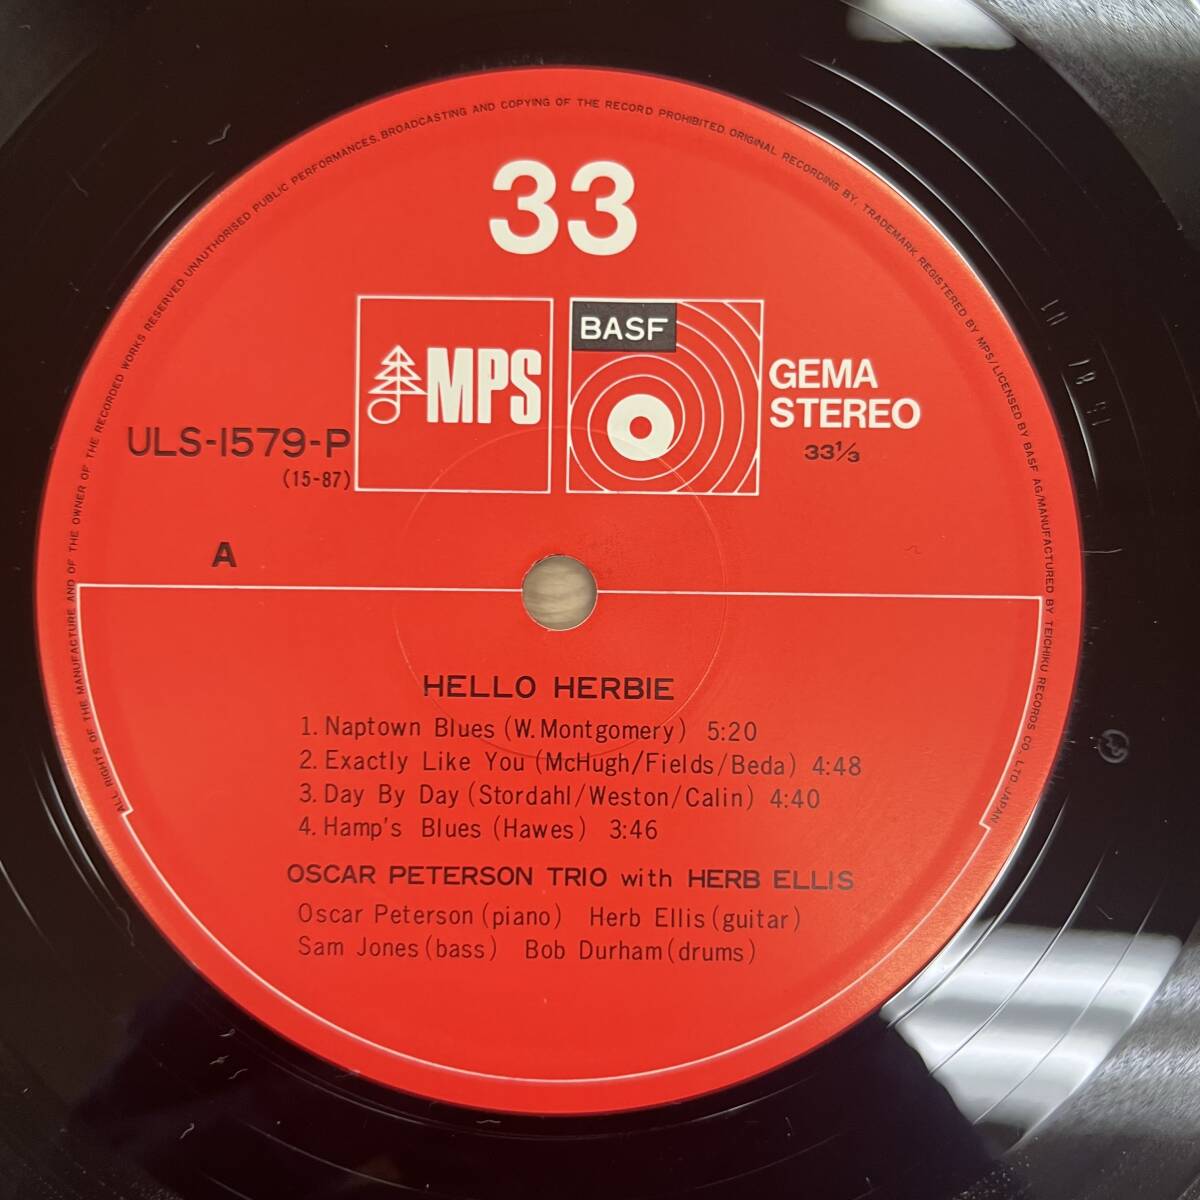 ALL RIGHTS OF THE MANUFACTURE AND OF THE OWNER OF THE RECORDED WORKS RESERVED. UNAUTHORISED PUBLIC PERFORMANCES, BROADCASTING AND COPYING OF THE RECORD PROHIBITED ORIGINAL RECORDING BY, TRADEMARK REGISTERED BY MPS/LICENSED BY BASF AG/MANUFACTURED BY TEICHIKU RECORDS CO., LTD JAPAN
33
MPS
BASF
GEMA
STEREO
33⅓
ULS-1579-P
(15-87)
A
HELLO HERBIE
1. Naptown Blues (W. Montgomery) 5:20
2. Exactly Like You (McHugh/Fields/Beda) 4:48
3. Day By Day (Stordahl/Weston/Calin) 4:40
4. Hamp's Blues (Hawes) 3:46
OSCAR PETERSON TRIO with HERB ELLIS
Oscar Peterson (piano) Herb Ellis (guitar)
Sam Jones (bass) Bob Durham (drums)